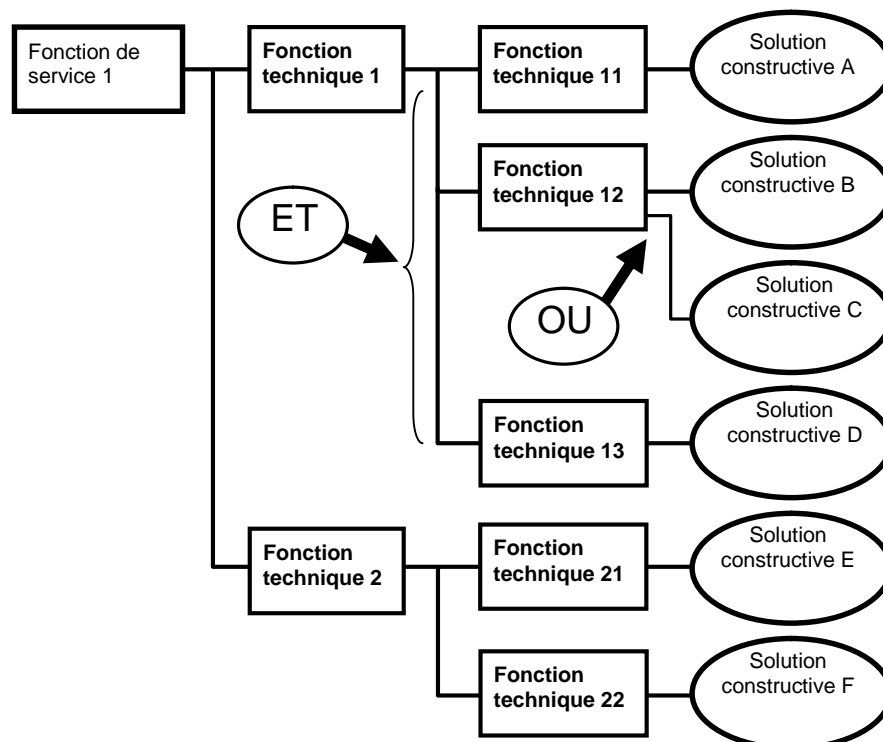 Fonction de
service 1
Fonction
technique 1
Fonction
technique 11
Solution
constructive A
Fonction
technique 12
Solution
constructive B
ET
OU
Solution
constructive C
Fonction
technique 13
Solution
constructive D
Fonction
technique 2
Fonction
technique 21
Solution
constructive E
Fonction
technique 22
Solution
constructive F